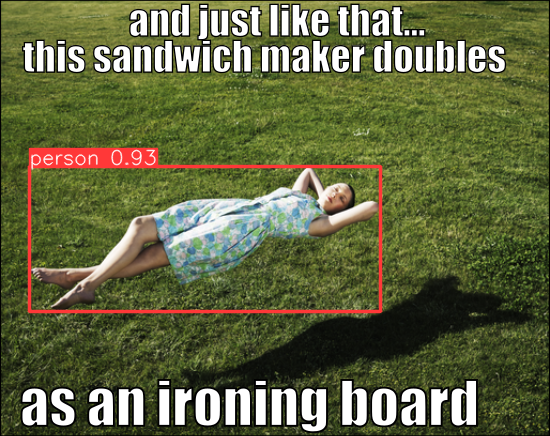 and just like that...
this sandwich maker doubles
person 0.93
as an ironing board